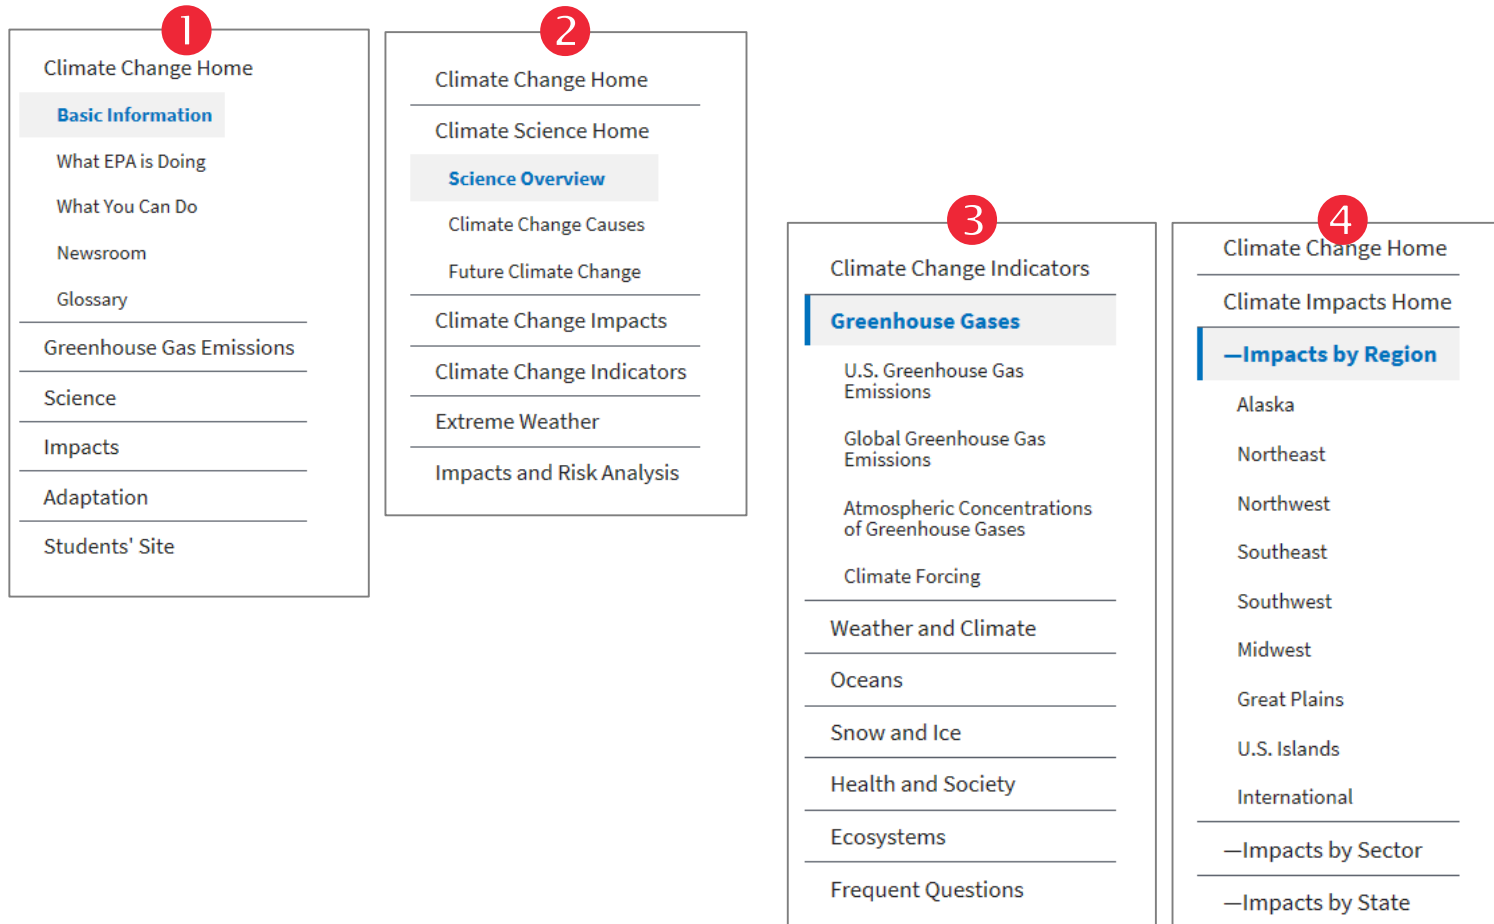 1
Climate Change Home
Basic Information
What EPA is Doing
What You Can Do
Newsroom
Glossary
Greenhouse Gas Emissions
Science
Impacts
Adaptation
Students' Site
2
Climate Change Home
Climate Science Home
Science Overview
Climate Change Causes
Future Climate Change
Climate Change Impacts
Climate Change Indicators
Extreme Weather
Impacts and Risk Analysis
3
Climate Change Indicators
Greenhouse Gases
U.S. Greenhouse Gas
Emissions
Global Greenhouse Gas
Emissions
Atmospheric Concentrations
of Greenhouse Gases
Climate Forcing
Weather and Climate
Oceans
Snow and Ice
Health and Society
Ecosystems
Frequent Questions
4
Climate Change Home
Climate Impacts Home
—Impacts by Region
Alaska
Northeast
Northwest
Southeast
Southwest
Midwest
Great Plains
U.S. Islands
International
—Impacts by Sector
—Impacts by State